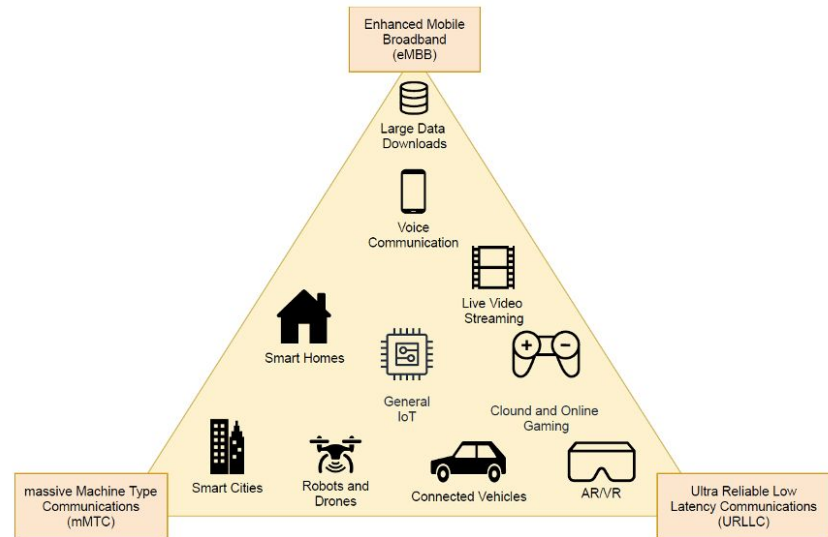 Enhanced Mobile
Broadband
(eMBB)
Large Data
Downloads
Voice
Communication
Live Video
Streaming
Smart Homes
General
IoT
Clound and Online
Gaming
Smart Cities
Robots and
Drones
Connected Vehicles
AR/VR
massive Machine Type
Communications
(mMTC)
Ultra Reliable Low
Latency Communications
(URLLC)